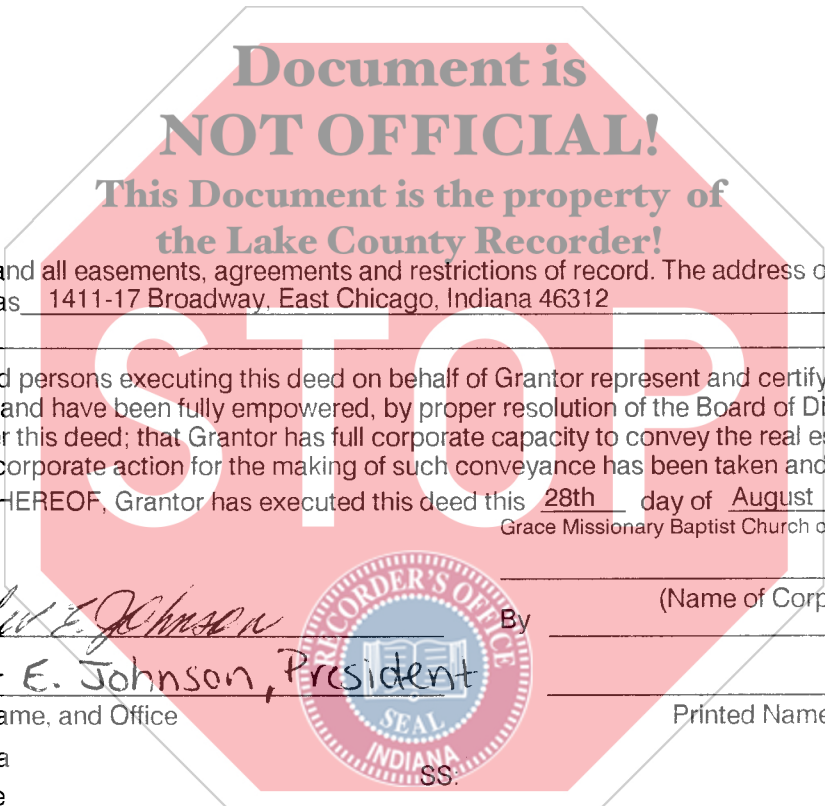 Document is
NOT OFFICIAL!
This Document is the property of
the Lake County Recorder!
and all easements, agreements and restrictions of record. The address o
as 1411-17 Broadway, East Chicago, Indiana 46312
STOP
d persons executing this deed on behalf of Grantor represent and certify
and have been fully empowered, by proper resolution of the Board of Di
r this deed; that Grantor has full corporate capacity to convey the real es
corporate action for the making of such conveyance has been taken and
HEREOF, Grantor has executed this deed this 28th day of August
Grace Missionary Baptist Church o
(Name of Corp
E. Johnson
By
E. Johnson, President
ame, and Office
Printed Name
RECORDER'S OFFICE
SEAL
INDIANA
a
SS:
e